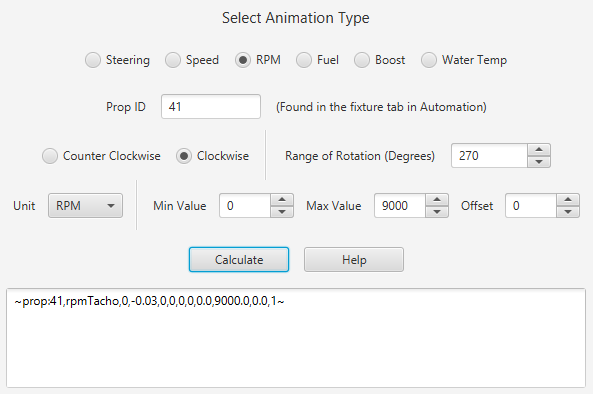 Select Animation Type
Steering Speed RPM Fuel Boost Water Temp
Prop ID 41 (Found in the fixture tab in Automation)
Counter Clockwise Clockwise Range of Rotation (Degrees) 270
Unit RPM Min Value 0 Max Value 9000 Offset 0
Calculate Help
~prop:41,rpmTacho,0,-0.03,0,0,0,0,0.0,9000.0,0.0,1~